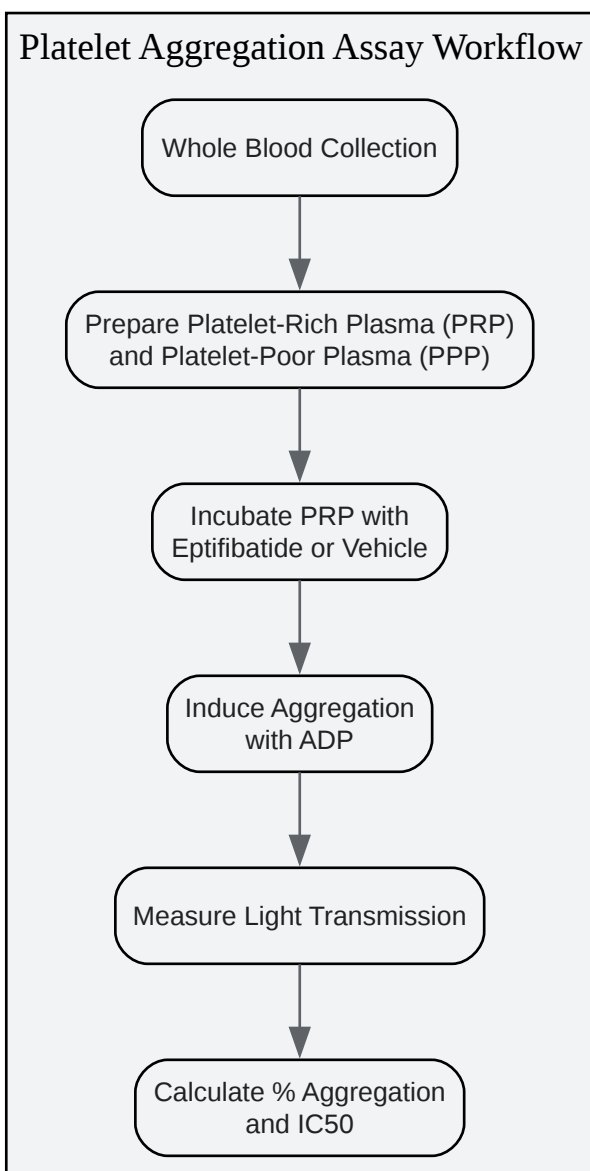 Platelet Aggregation Assay Workflow
Whole Blood Collection
Prepare Platelet-Rich Plasma (PRP)
and Platelet-Poor Plasma (PPP)
Incubate PRP with
Eptifibatide or Vehicle
Induce Aggregation
with ADP
Measure Light Transmission
Calculate % Aggregation
and IC50